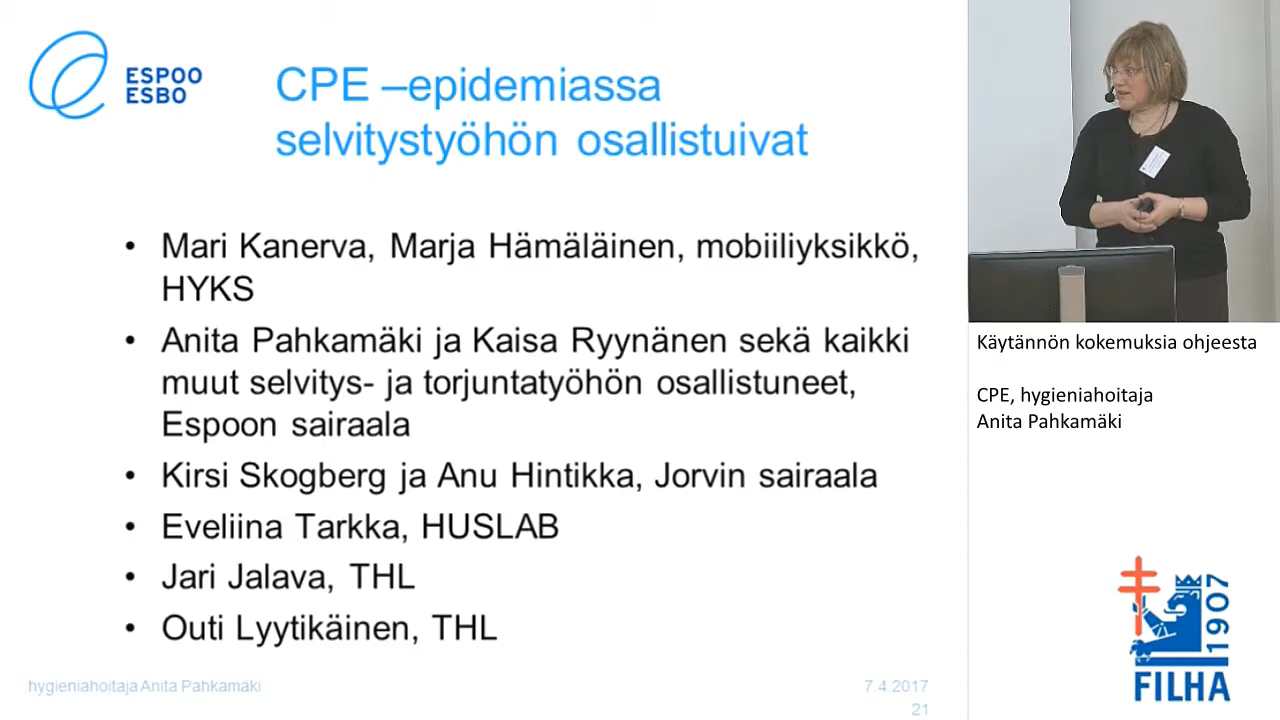 ESPOO
ESBO
CPE –epidemiassa
selvitystyöhön osallistuivat
• Mari Kanerva, Marja Hämäläinen, mobiiliyksikkö,
HYKS
• Anita Pahkamäki ja Kaisa Ryynänen sekä kaikki
muut selvitys- ja torjuntatyöhön osallistuneet,
Espoon sairaala
• Kirsi Skogberg ja Anu Hintikka, Jorvin sairaala
• Eveliina Tarkka, HUSLAB
• Jari Jalava, THL
• Outi Lyytikäinen, THL
hygieniahoitaja Anita Pahkamäki
7.4.2017
21
Käytännön kokemuksia ohjeesta
CPE, hygieniahoitaja
Anita Pahkamäki
1907
FILHA